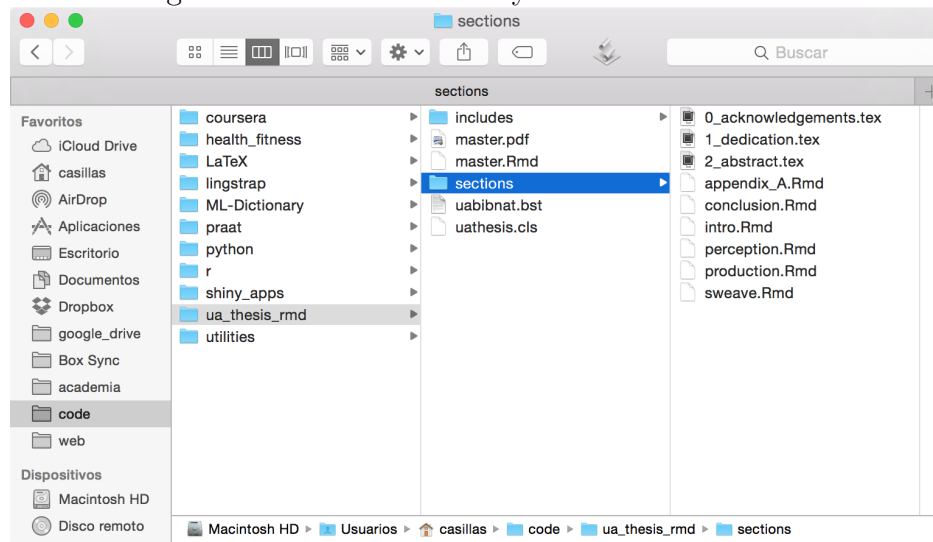 sections
Buscar
sections
Favoritos
iCloud Drive
casillas
AirDrop
Aplicaciones
Escritorio
Documentos
Dropbox
google_drive
Box Sync
academia
code
web
Dispositivos
Macintosh HD
Disco remoto
coursera
health_fitness
LaTeX
lingstrap
ML-Dictionary
praat
python
r
shiny_apps
ua_thesis_rmd
utilities
includes
master.pdf
master.Rmd
sections
uabibnat.bst
uathesis.cls
0_acknowledgements.tex
1_dedication.tex
2_abstract.tex
appendix_A.Rmd
conclusion.Rmd
intro.Rmd
perception.Rmd
production.Rmd
sweave.Rmd
Macintosh HD ▸ Usuarios ▸ casillas ▸ code ▸ ua_thesis_rmd ▸ sections